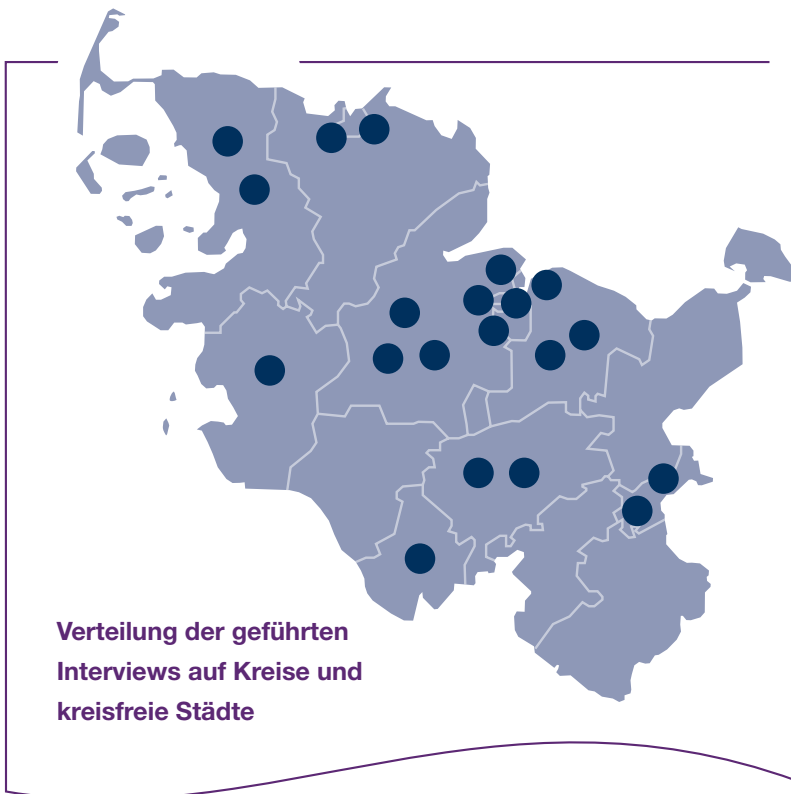 Verteilung der geführten
Interviews auf Kreise und
kreisfreie Städte